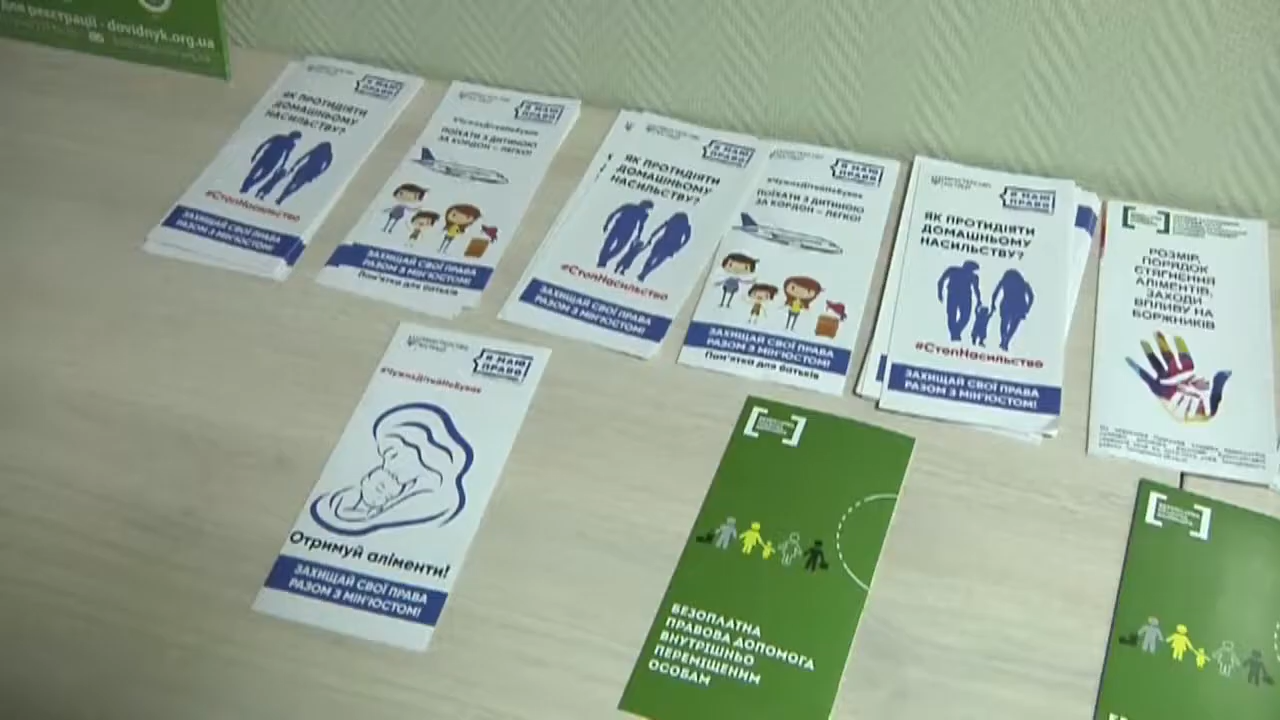 Для реєстрації - dovidnyk.org.ua
Я МАЮ
ПРАВО
ЯК ПРОТИДІЯТИ
ДОМАШНЬОМУ
НАСИЛЬСТВУ?
#СтопНасильство
ЗАХИЩАЙ СВОЇ ПРАВА
РАЗОМ З МІН'ЮСТОМ!
Я МАЮ
ПРАВО
#ЧужихДітейНеБуває
ПОЇХАТИ З ДИТИНОЮ
ЗА КОРДОН – ЛЕГКО!
ЗАХИЩАЙ СВОЇ ПРАВА
РАЗОМ З МІН'ЮСТОМ!
Пам'ятка для батьків
Я МАЮ
ПРАВО
ЯК ПРОТИДІЯТИ
ДОМАШНЬОМУ
НАСИЛЬСТВУ?
#СтопНасильство
ЗАХИЩАЙ СВОЇ ПРАВА
РАЗОМ З МІН'ЮСТОМ!
Я МАЮ
ПРАВО
#ЧужихДітейНеБуває
ПОЇХАТИ З ДИТИНОЮ
ЗА КОРДОН – ЛЕГКО!
ЗАХИЩАЙ СВОЇ ПРАВА
РАЗОМ З МІН'ЮСТОМ!
Пам'ятка для батьків
Я МАЮ
ПРАВО
ЯК ПРОТИДІЯТИ
ДОМАШНЬОМУ
НАСИЛЬСТВУ?
#СтопНасильство
ЗАХИЩАЙ СВОЇ ПРАВА
РАЗОМ З МІН'ЮСТОМ!
РОЗМІР,
ПОРЯДОК
СТЯГНЕННЯ
АЛІМЕНТІВ,
ЗАХОДИ
ВПЛИВУ НА
БОРЖНИКІВ
Я МАЮ
ПРАВО
#ЧужихДітейНеБуває
Отримуй аліменти!
ЗАХИЩАЙ СВОЇ ПРАВА
РАЗОМ З МІН'ЮСТОМ!
БЕЗОПЛАТНА
ПРАВОВА ДОПОМОГА
ВНУТРІШНЬО
ПЕРЕМІЩЕНИМ
ОСОБАМ